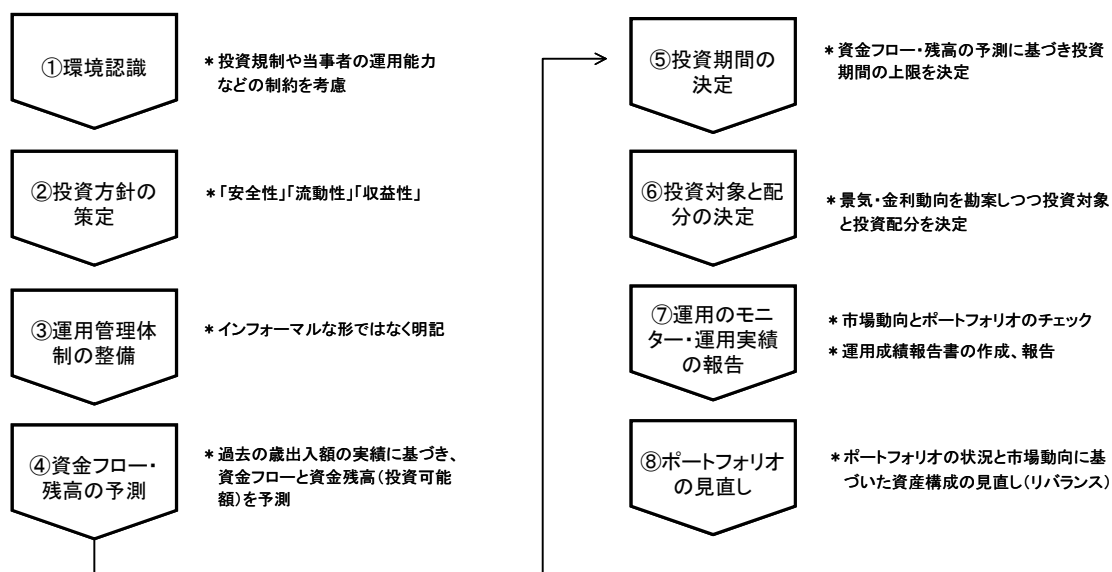 ①環境認識
＊投資規制や当事者の運用能力
などの制約を考慮
②投資方針の
策定
＊「安全性」「流動性」「収益性」
③運用管理体
制の整備
＊インフォーマルな形ではなく明記
④資金フロー・
残高の予測
＊過去の歳出入額の実績に基づき、
資金フローと資金残高（投資可能
額）を予測
⑤投資期間の
決定
＊資金フロー・残高の予測に基づき投資
期間の上限を決定
⑥投資対象と配
分の決定
＊景気・金利動向を勘案しつつ投資対象
と投資配分を決定
⑦運用のモニ
ター・運用実績
の報告
＊市場動向とポートフォリオのチェック
＊運用成績報告書の作成、報告
⑧ポートフォリオ
の見直し
＊ポートフォリオの状況と市場動向に基
づいた資産構成の見直し（リバランス）